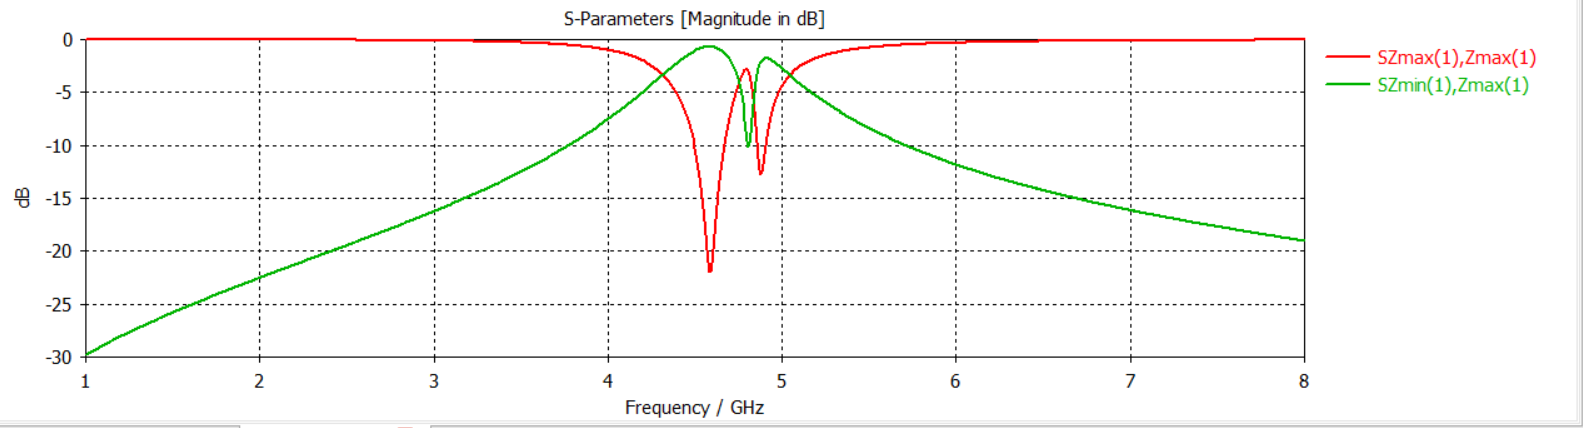 S-Parameters [Magnitude in dB]
0
-5
-10
-15
-20
-25
-30
dB
1 2 3 4 5 6 7 8
Frequency / GHz
SZmax(1),Zmax(1)
SZmin(1),Zmax(1)